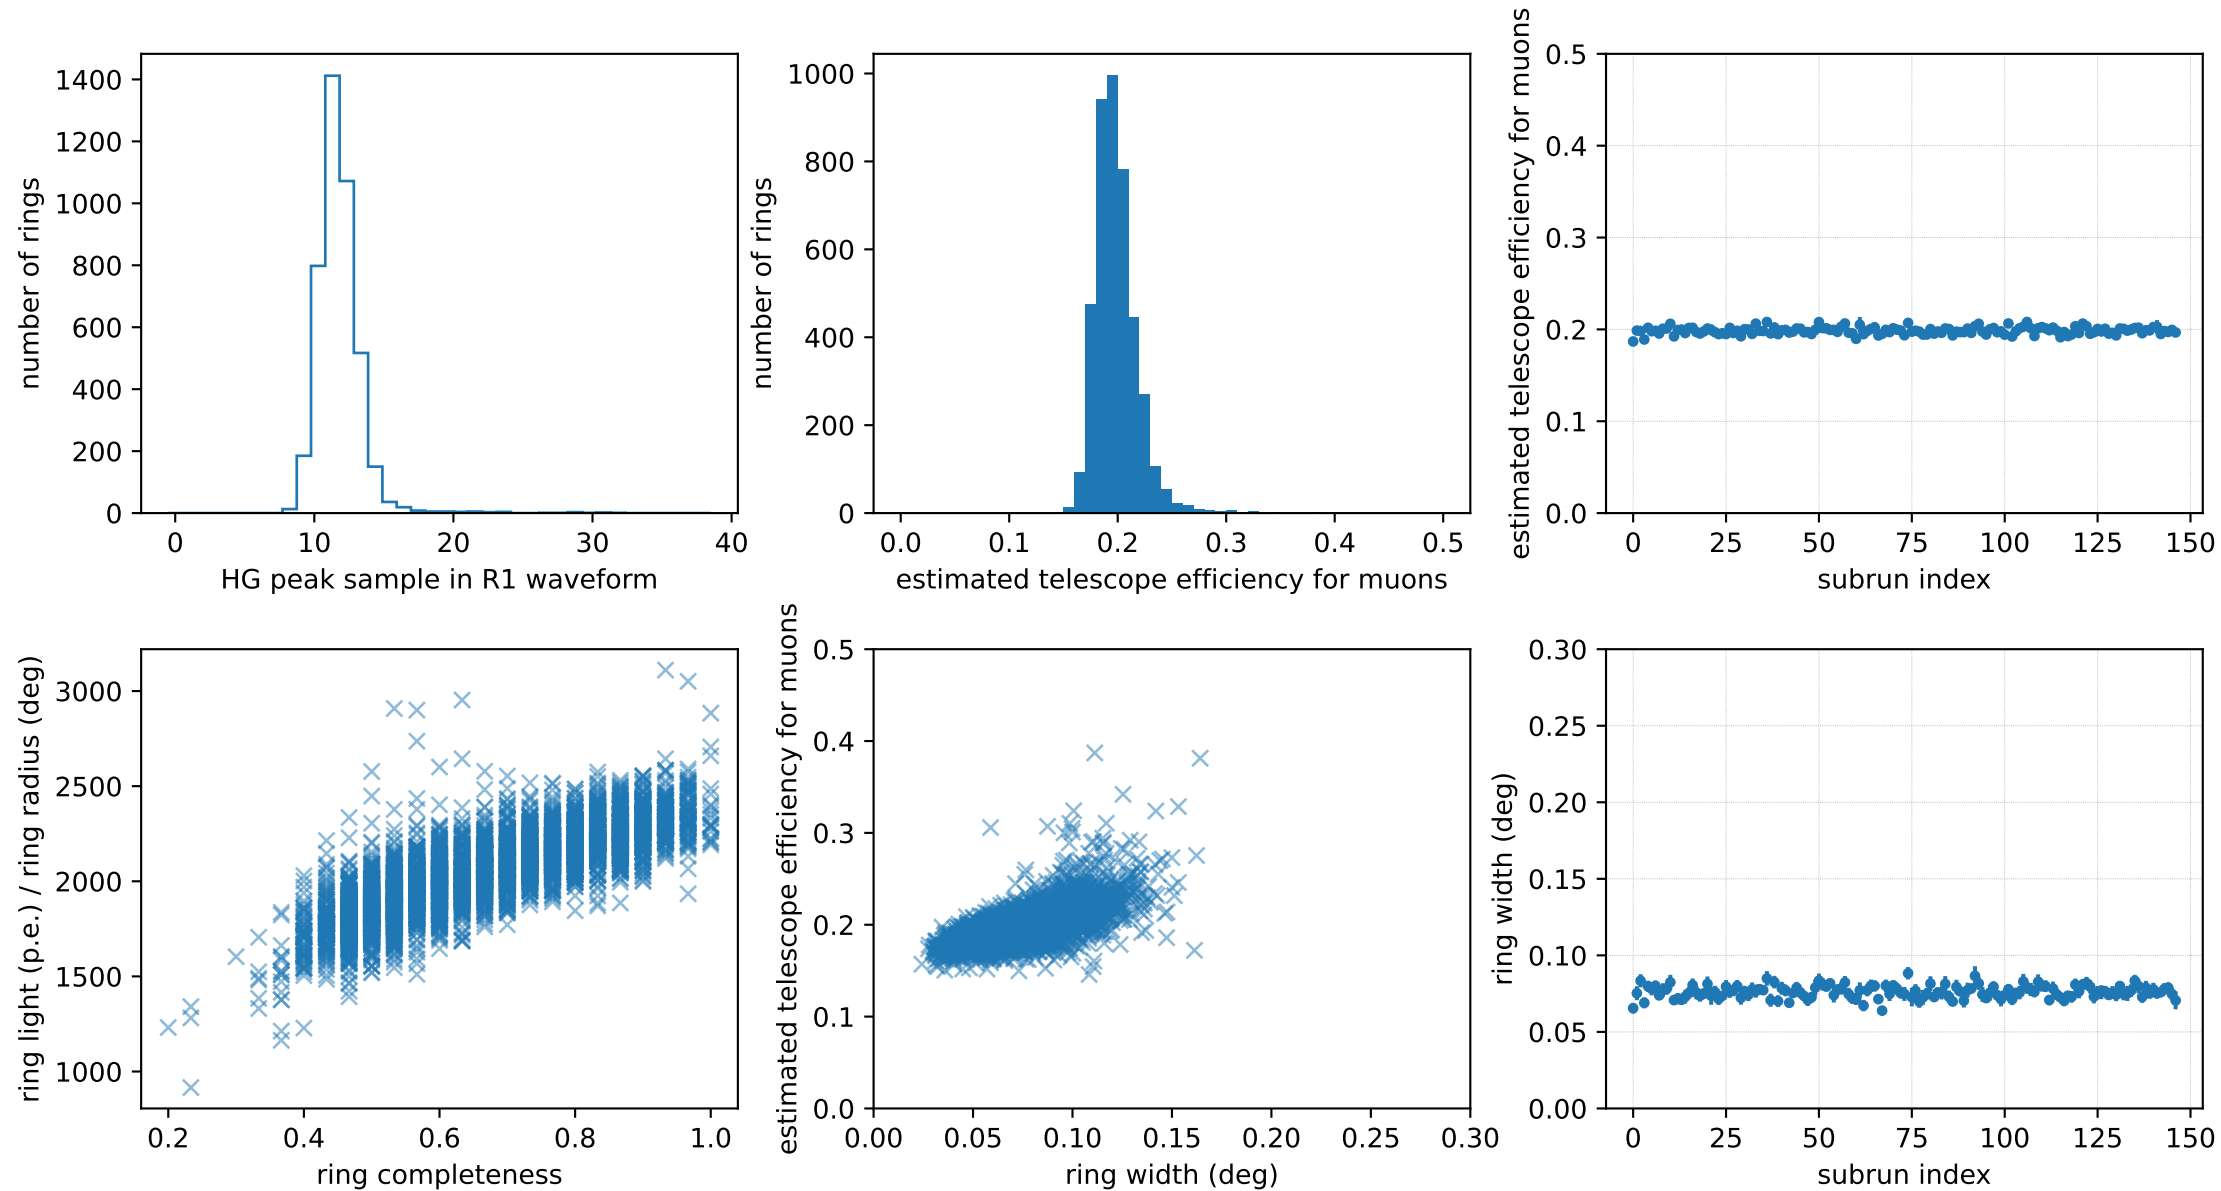 number of rings
1400
1200
1000
800
600
400
200
0
0 10 20 30 40
HG peak sample in R1 waveform
number of rings
1000
800
600
400
200
0
0.0 0.1 0.2 0.3 0.4 0.5
estimated telescope efficiency for muons
estimated telescope efficiency for muons
0.5
0.4
0.3
0.2
0.1
0.0
0 25 50 75 100 125 150
subrun index
ring light (p.e.) / ring radius (deg)
3000
2500
2000
1500
1000
0.2 0.4 0.6 0.8 1.0
ring completeness
estimated telescope efficiency for muons
0.5
0.4
0.3
0.2
0.1
0.0
0.00 0.05 0.10 0.15 0.20 0.25 0.30
ring width (deg)
ring width (deg)
0.30
0.25
0.20
0.15
0.10
0.05
0.00
0 25 50 75 100 125 150
subrun index